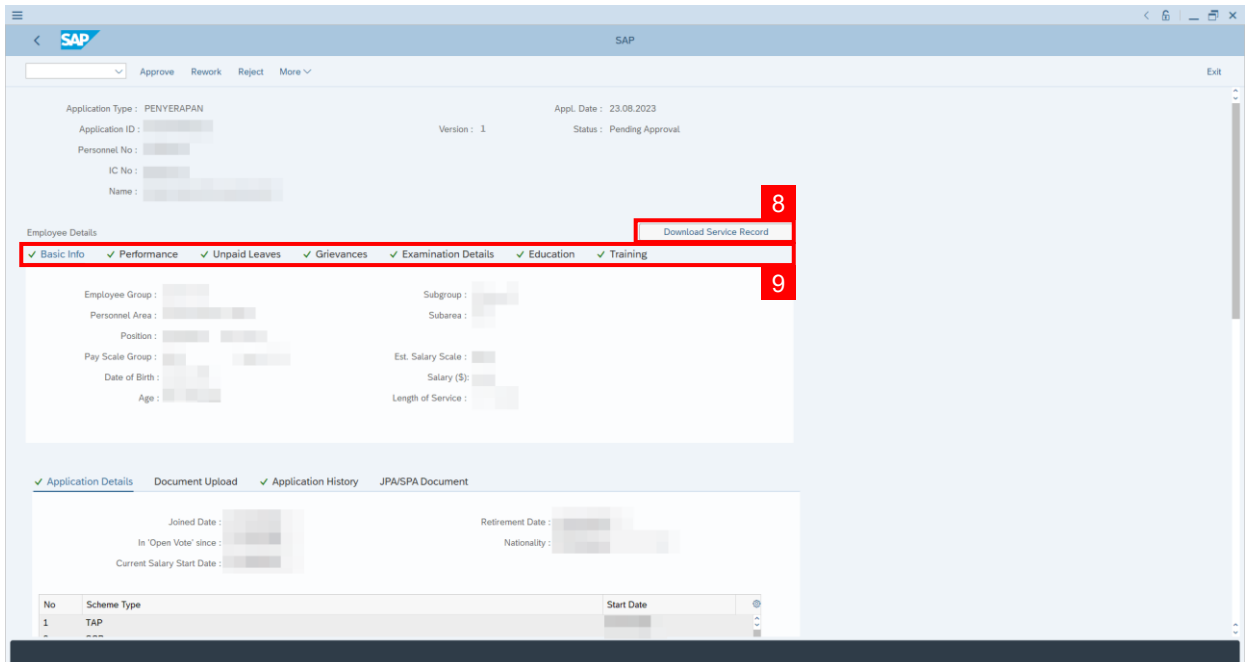 SAP
SAP
Approve Rework Reject More Exit
Application Type : PENYERAPAN Appl. Date : 23.08.2023
Application ID : Version : 1 Status : Pending Approval
Personnel No :
IC No :
Name :
8
Employee Details Download Service Record
Basic Info Performance Unpaid Leaves Grievances Examination Details Education Training
9
Employee Group : Subgroup :
Personnel Area : Subarea :
Position :
Pay Scale Group : Est. Salary Scale :
Date of Birth : Salary ($):
Age : Length of Service :
Application Details Document Upload Application History JPA/SPA Document
Joined Date : Retirement Date :
In 'Open Vote' since : Nationality :
Current Salary Start Date :
No Scheme Type Start Date
1 TAP